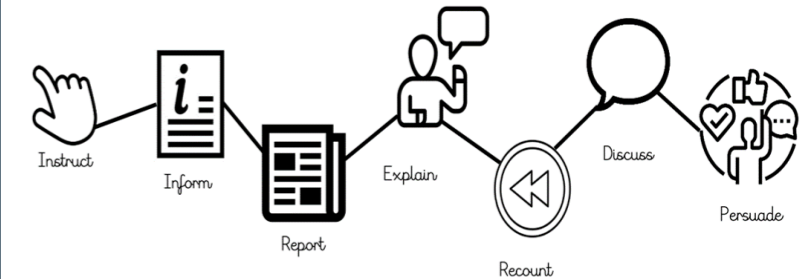 Instruct
i
Inform
Report
Explain
Recount
Discuss
Persuade